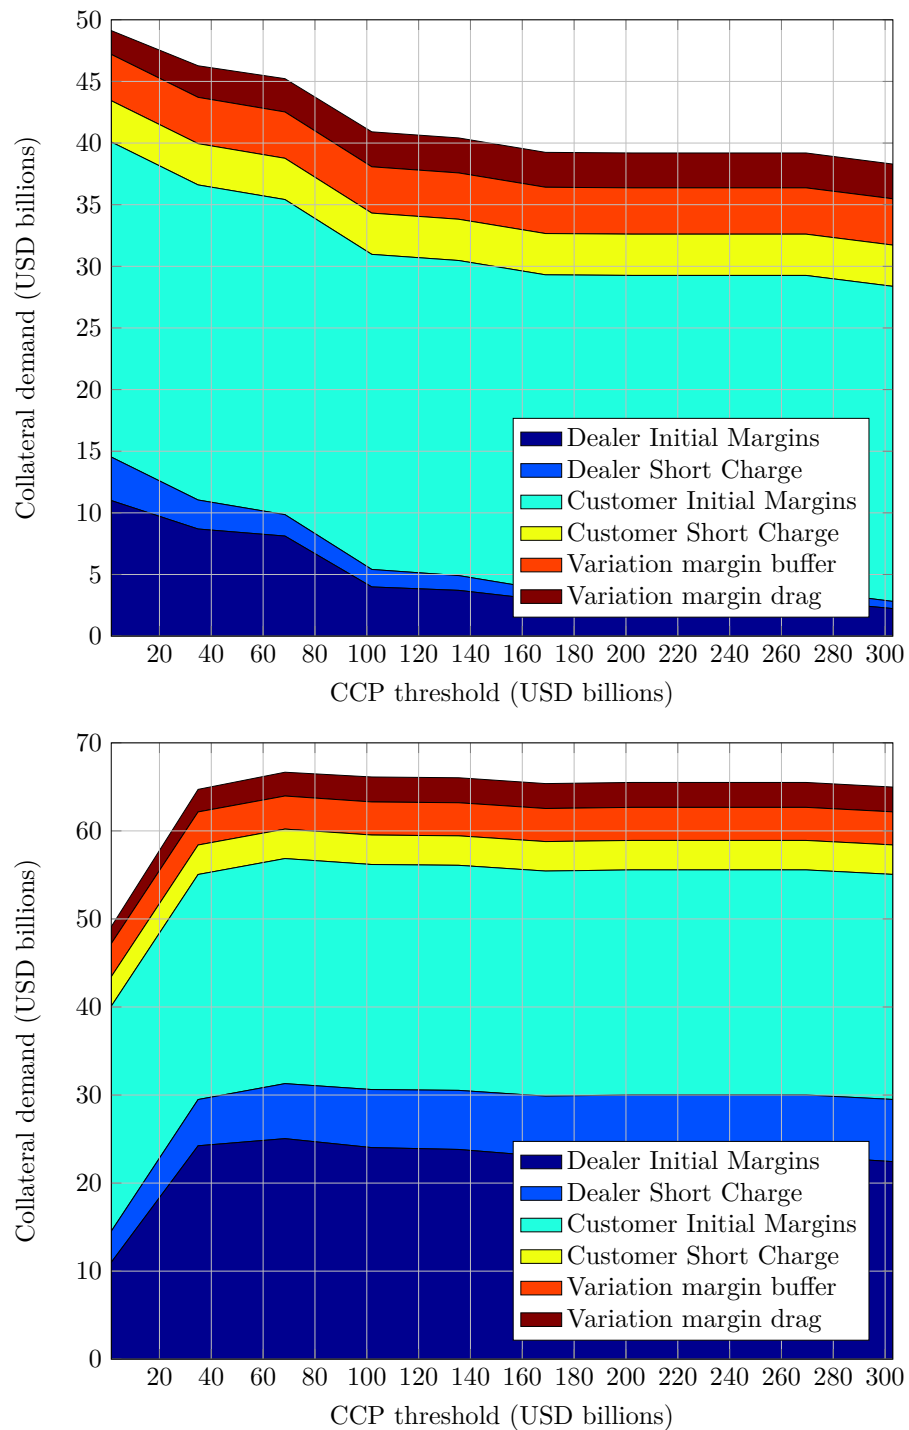 50
45
40
35
30
25
20
15
10
5
0
Collateral demand (USD billions)
Dealer Initial Margins
Dealer Short Charge
Customer Initial Margins
Customer Short Charge
Variation margin buffer
Variation margin drag
20 40 60 80 100 120 140 160 180 200 220 240 260 280 300
CCP threshold (USD billions)
70
60
50
40
30
20
10
0
Collateral demand (USD billions)
Dealer Initial Margins
Dealer Short Charge
Customer Initial Margins
Customer Short Charge
Variation margin buffer
Variation margin drag
20 40 60 80 100 120 140 160 180 200 220 240 260 280 300
CCP threshold (USD billions)